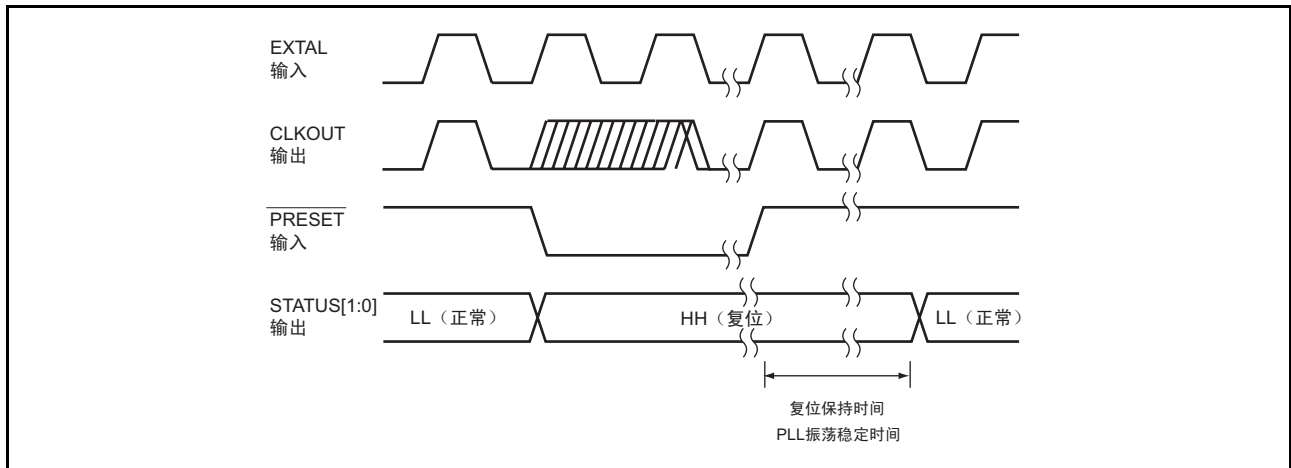 EXTAL
输入
CLKOUT
输出
PRESET
输入
STATUS[1:0]
输出
LL（正常）
HH（复位）
LL（正常）
复位保持时间
PLL振荡稳定时间